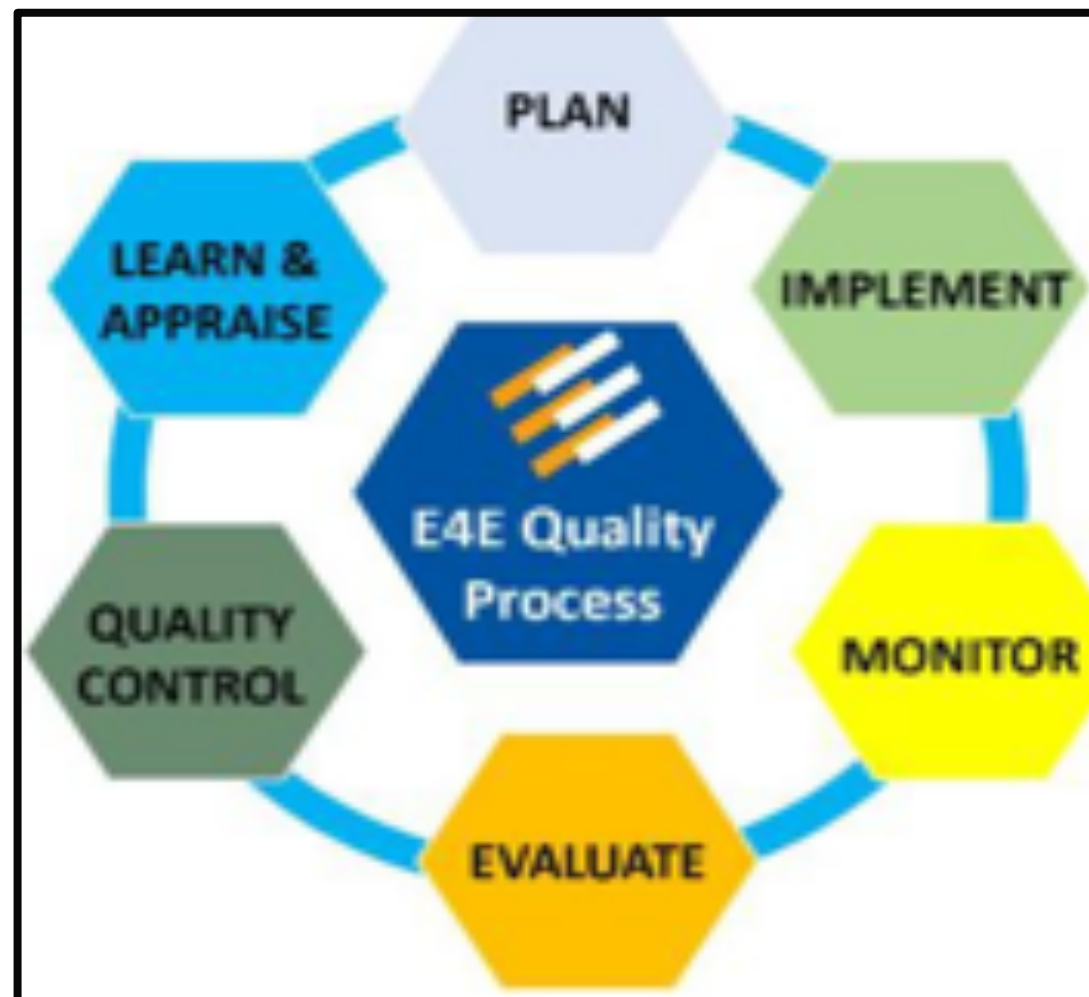 PLAN
IMPLEMENT
MONITOR
EVALUATE
QUALITY
CONTROL
LEARN &
APPRAISE
E4E Quality
Process